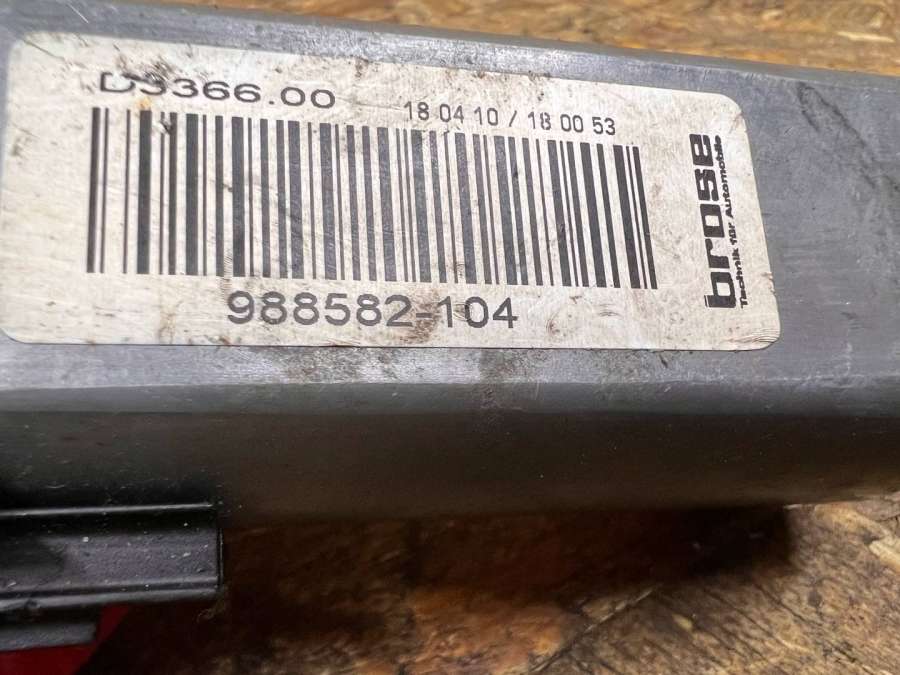 D3366.00
18 04 10 / 18 00 53
988582-104
brose
Technik für Automobile